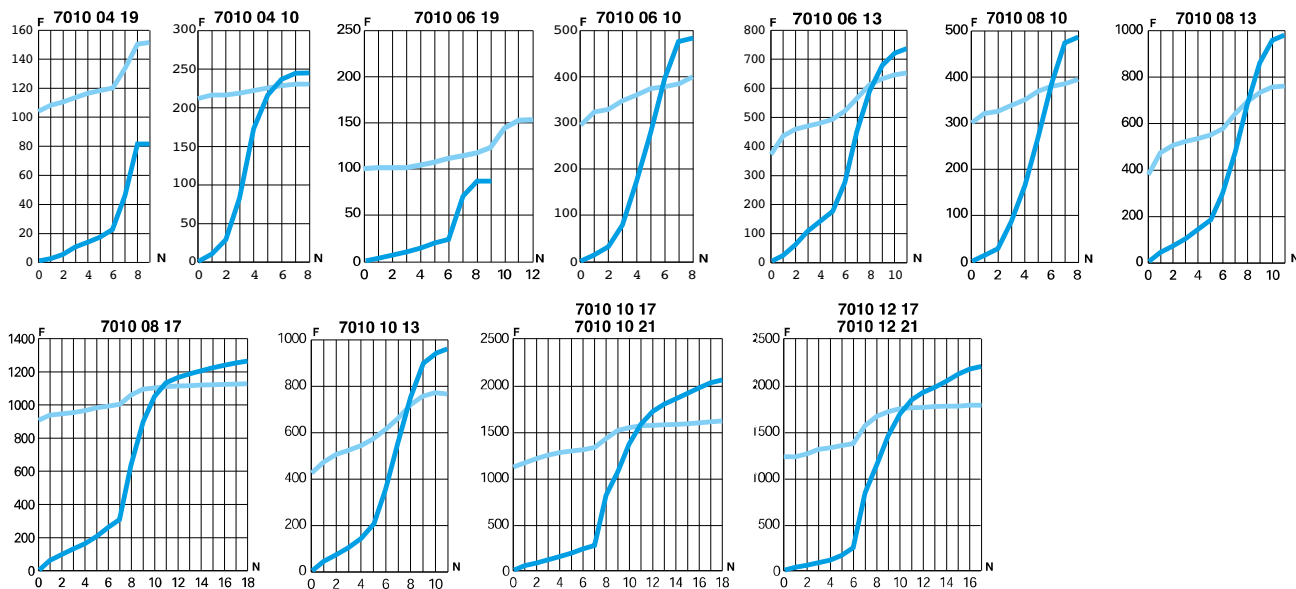 7010 04 19
F
160
140
120
100
80
60
40
20
0
0 2 4 6 8 N
7010 04 10
F
300
250
200
150
100
50
0
0 2 4 6 8 N
7010 06 19
F
250
200
150
100
50
0
0 2 4 6 8 10 12 N
7010 06 10
F
500
400
300
200
100
0
0 2 4 6 8 N
7010 06 13
F
800
700
600
500
400
300
200
100
0
0 2 4 6 8 10 N
7010 08 10
F
500
400
300
200
100
0
0 2 4 6 8 N
7010 08 13
F
1000
800
600
400
200
0
0 2 4 6 8 10 N
7010 08 17
F
1400
1200
1000
800
600
400
200
0
0 2 4 6 8 10 12 14 16 18 N
7010 10 13
F
1000
800
600
400
200
0
0 2 4 6 8 10 N
7010 10 17
7010 10 21
F
2500
2000
1500
1000
500
0
0 2 4 6 8 10 12 14 16 18 N
7010 12 17
7010 12 21
F
2500
2000
1500
1000
500
0
0 2 4 6 8 10 12 14 16 N